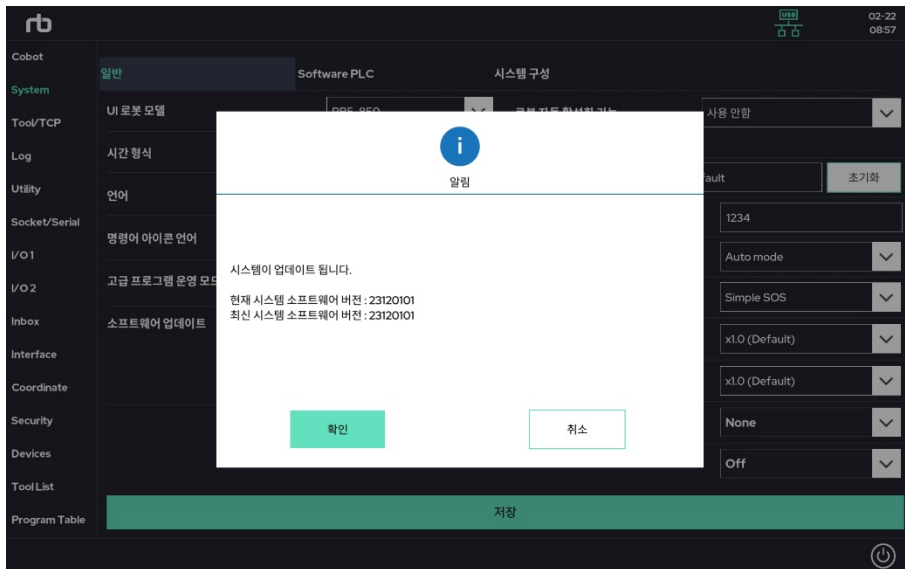 rb
USB
02-22
08:57
Cobot
System
Tool/TCP
Log
Utility
Socket/Serial
I/O 1
I/O 2
Inbox
Interface
Coordinate
Security
Devices
Tool List
Program Table
일반
Software PLC
시스템 구성
UI 로봇 모델
사용 안함
시간 형식
언어
초기화
1234
명령어 아이콘 언어
Auto mode
고급 프로그램 운영
Simple SOS
소프트웨어 업데이트
x1.0 (Default)
x1.0 (Default)
None
Off
i
알림
시스템이 업데이트 됩니다.
현재 시스템 소프트웨어 버전 : 23120101
최신 시스템 소프트웨어 버전 : 23120101
확인
취소
저장